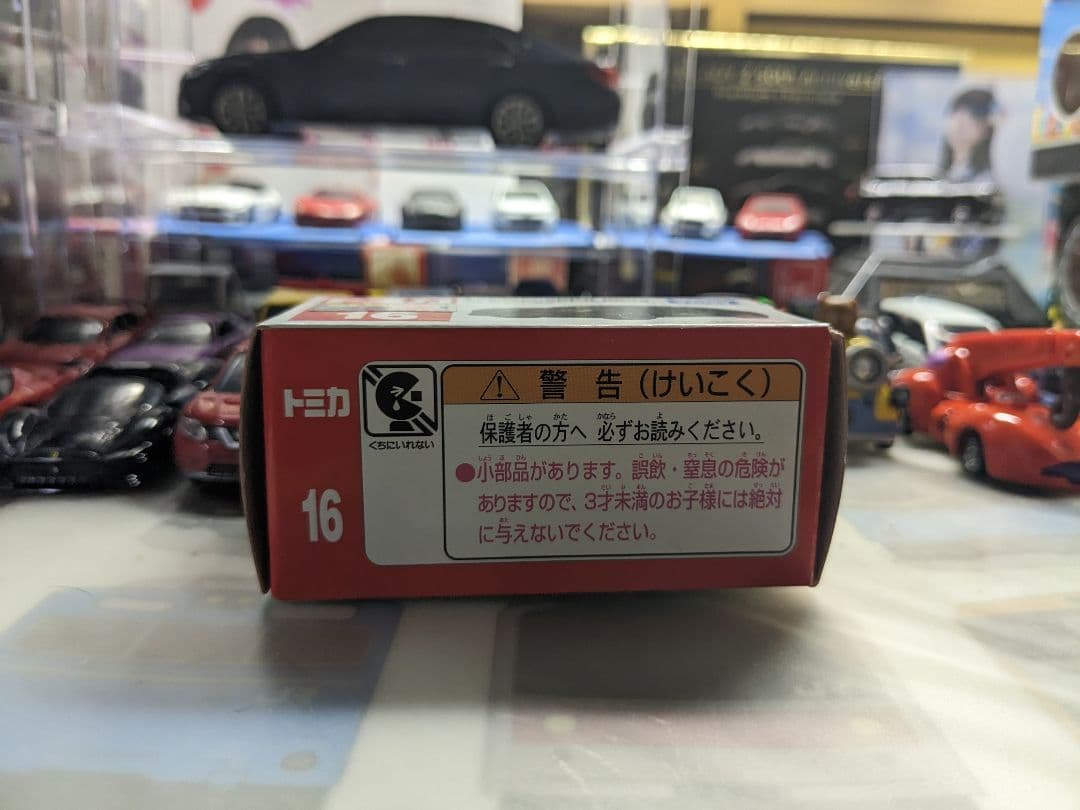 16
トミカ
くちにいれない
警告(けいこく)
保護者の方へ 必ずお読みください。
●小部品があります。誤飲・窒息の危険が
ありますので、3才未満のお子様には絶対
に与えないでください。
16